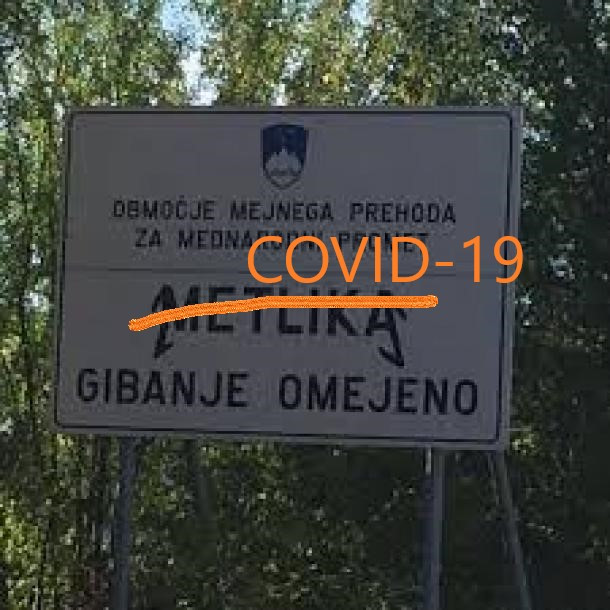 OBMOČJE MEJNEGA PREHODA
ZA MEDNARODNI PROMET
COVID-19
METLIKA
GIBANJE OMEJENO